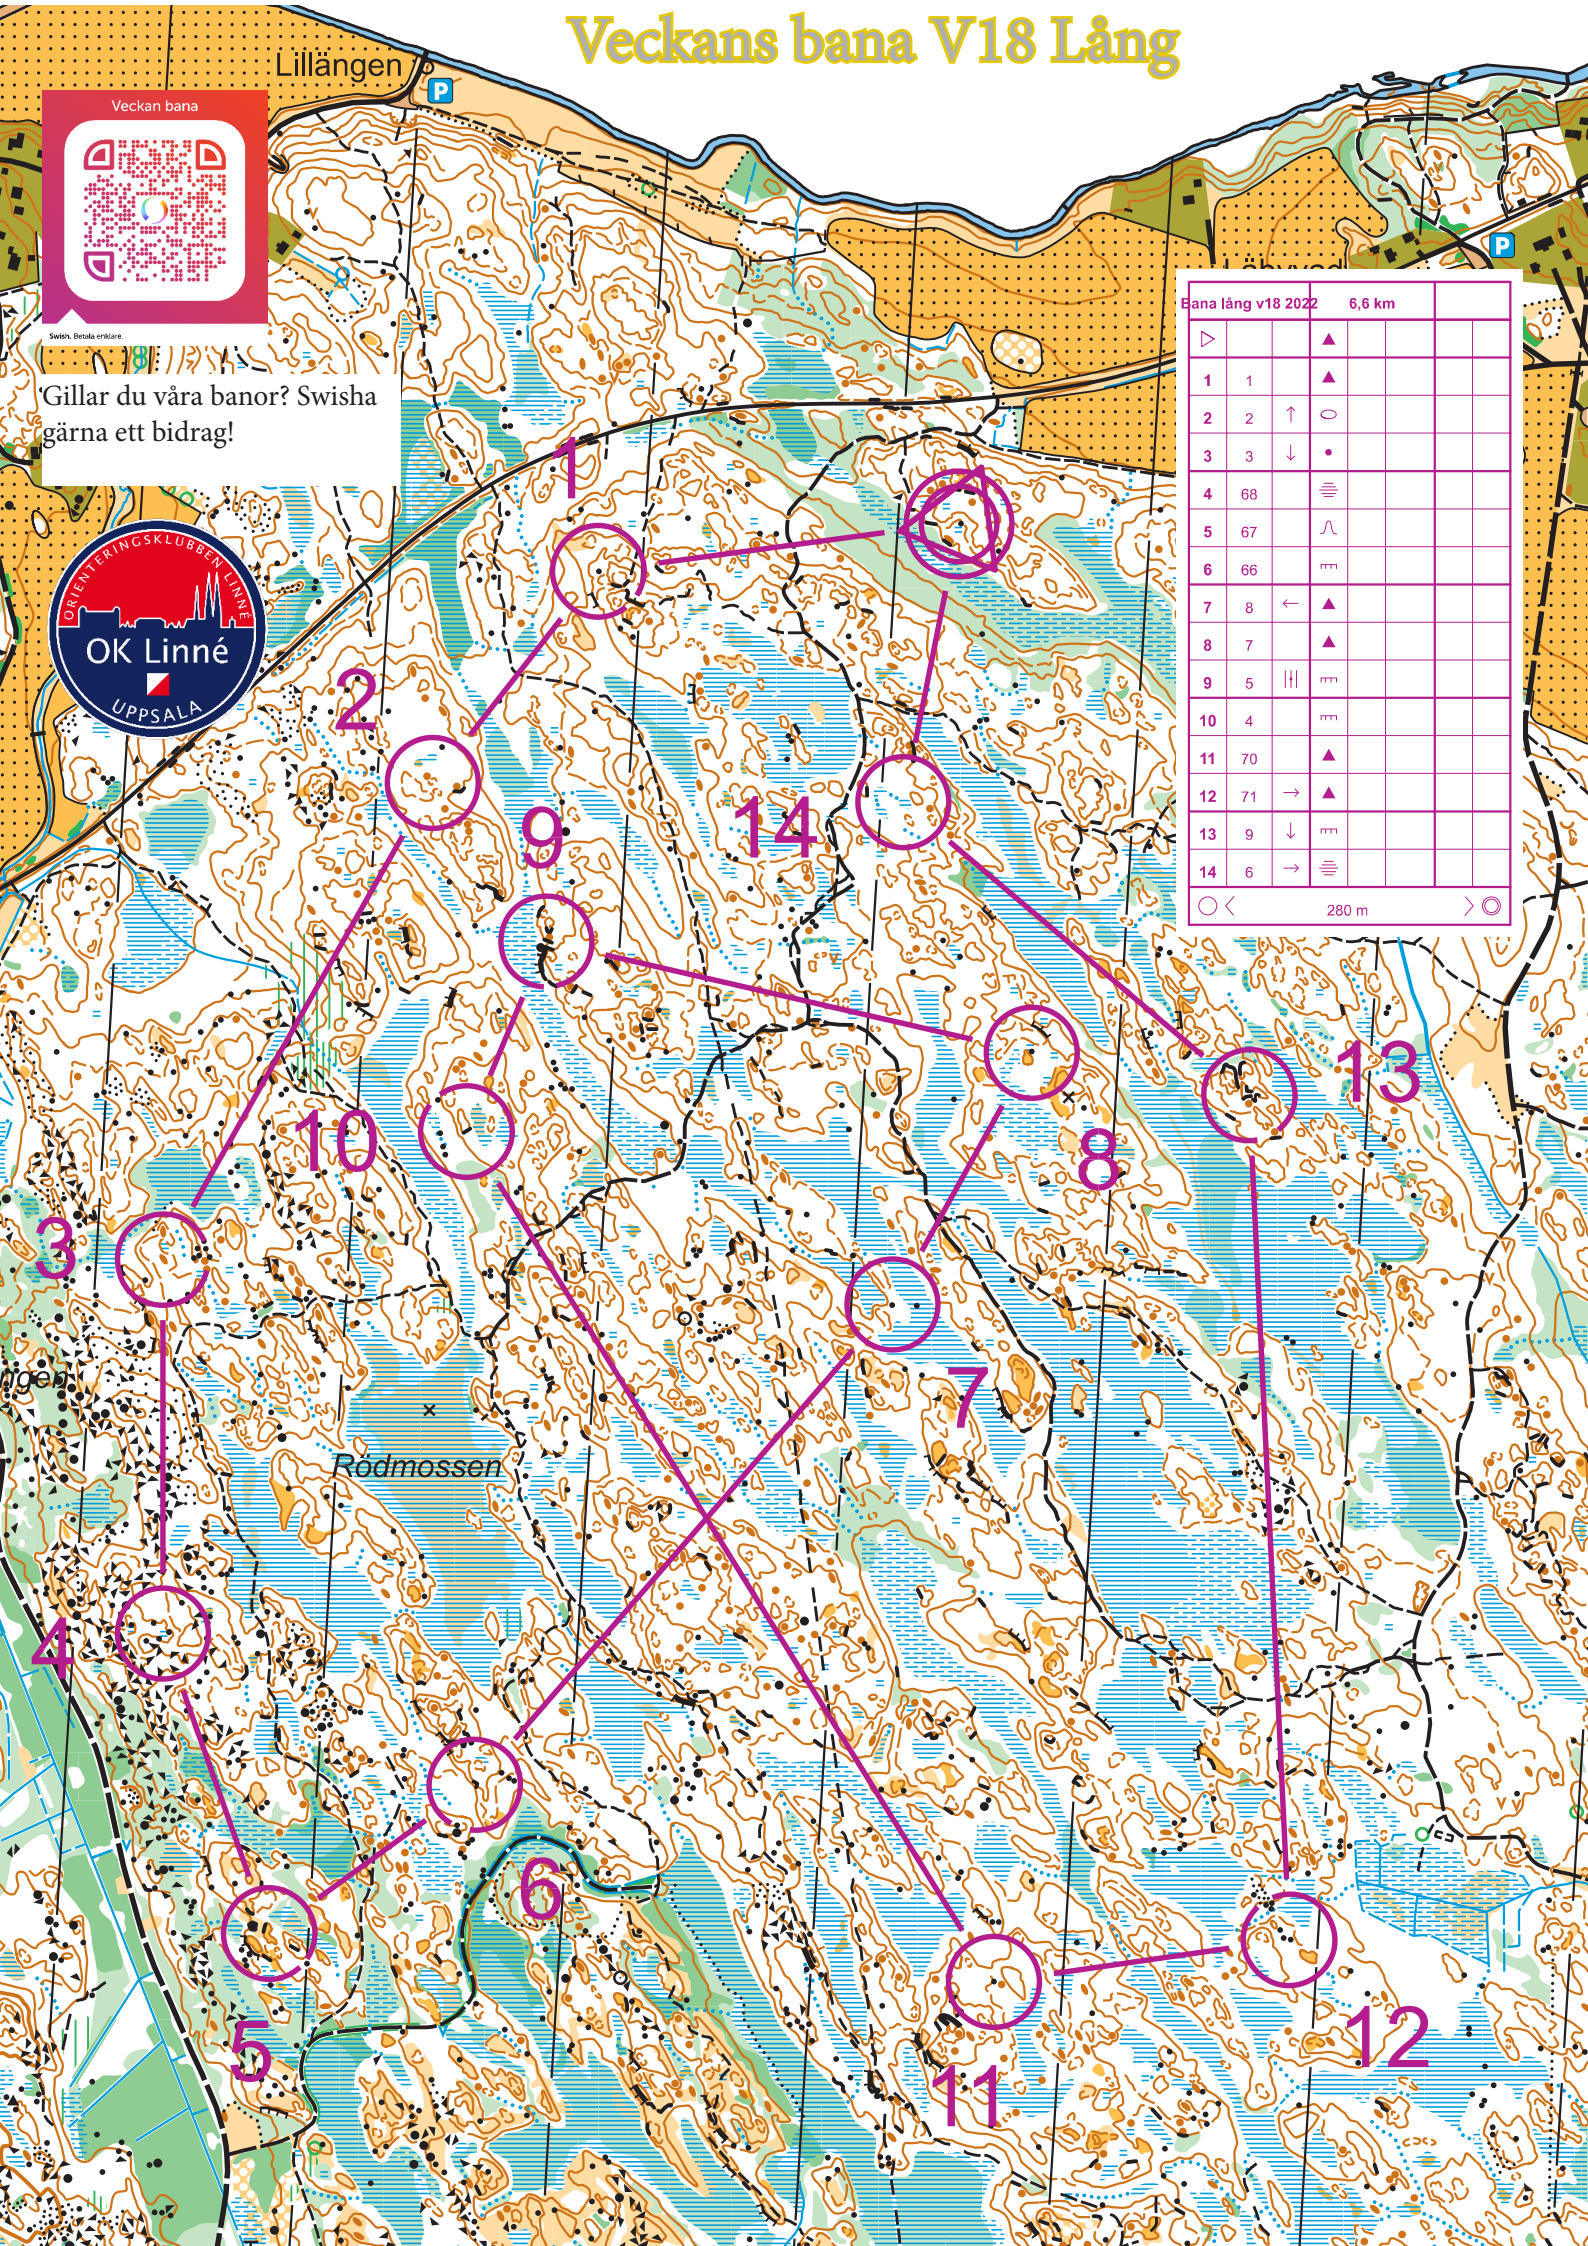 Veckans bana V18 Lång
Lillängen
P
Veckan bana
Swish. Betala enklare.
Gillar du våra banor? Swisha
gärna ett bidrag!
P
ORIENTERINGSKLUBBEN LINNÉ
OK Linné
UPPSALA
Bana lång v18 2022 6,6 km
1 1
2 2
3 3
4 68
5 67
6 66
7 8
8 7
9 5
10 4
11 70
12 71
13 9
14 6
280 m
1
2
9
14
13
10
8
3
7
Rödmossen
4
6
5
12
11